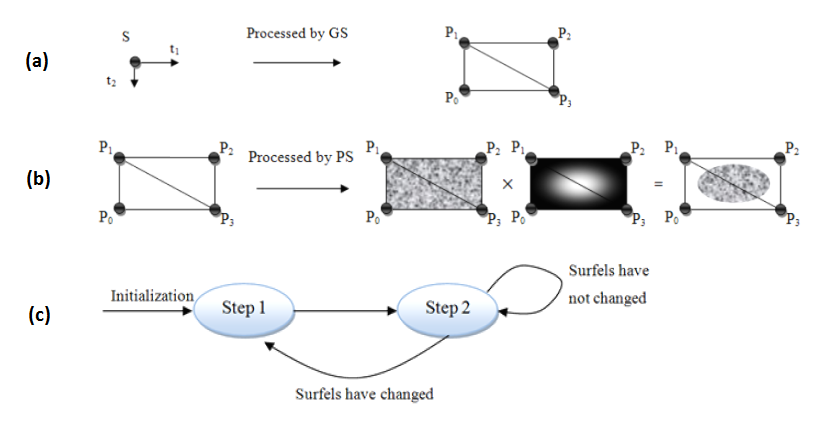 (a)
S
t1
t2
Processed by GS
P1
P2
P0
P3
(b)
P1
P2
P0
P3
Processed by PS
P1
P2
P0
P3
×
P1
P2
P0
P3
=
P1
P2
P0
P3
(c)
Initialization
Step 1
Step 2
Surfels have
not changed
Surfels have changed